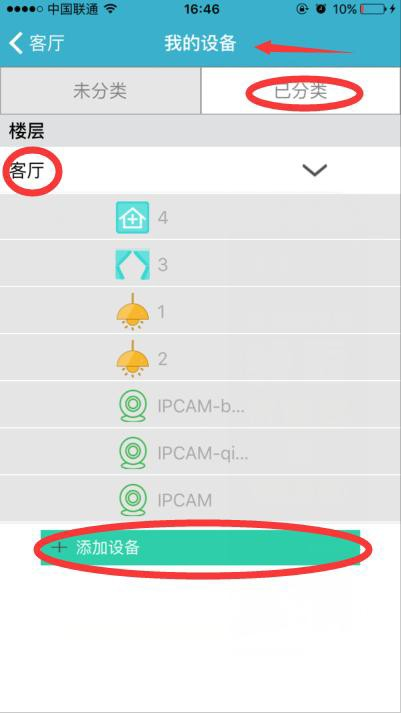 中国联通 16:46 10%
客厅 我的设备
未分类 已分类
楼层
客厅
4
3
1
2
IPCAM-b...
IPCAM-qi...
IPCAM
+ 添加设备